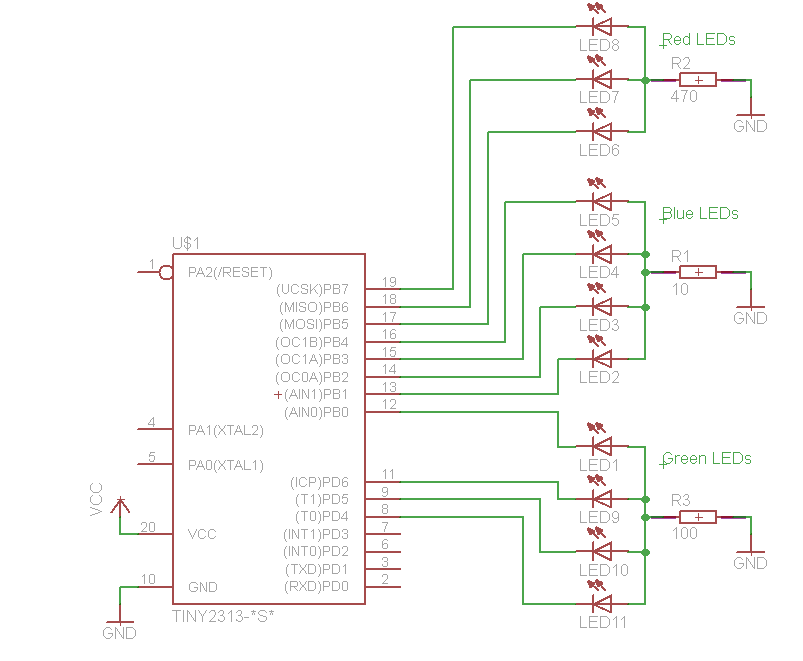 LED8
Red LEDs
R2
LED7
470
GND
LED6
LED5
Blue LEDs
LED4
R1
LED3
10
GND
LED2
U$1
1
PA2(/RESET)
(UCSK)PB7
19
(MISO)PB6
18
(MOSI)PB5
17
(OC1B)PB4
16
(OC1A)PB3
15
(OC0A)PB2
14
(AIN1)PB1
13
(AIN0)PB0
12
4
PA1(XTAL2)
5
PA0(XTAL1)
LED1
Green LEDs
(ICP)PD6
11
(T1)PD5
9
(T0)PD4
8
(INT1)PD3
7
(INT0)PD2
6
(TXD)PD1
3
(RXD)PD0
2
LED9
R3
100
GND
LED10
LED11
VCC
20
VCC
10
GND
GND
TINY2313-*S*